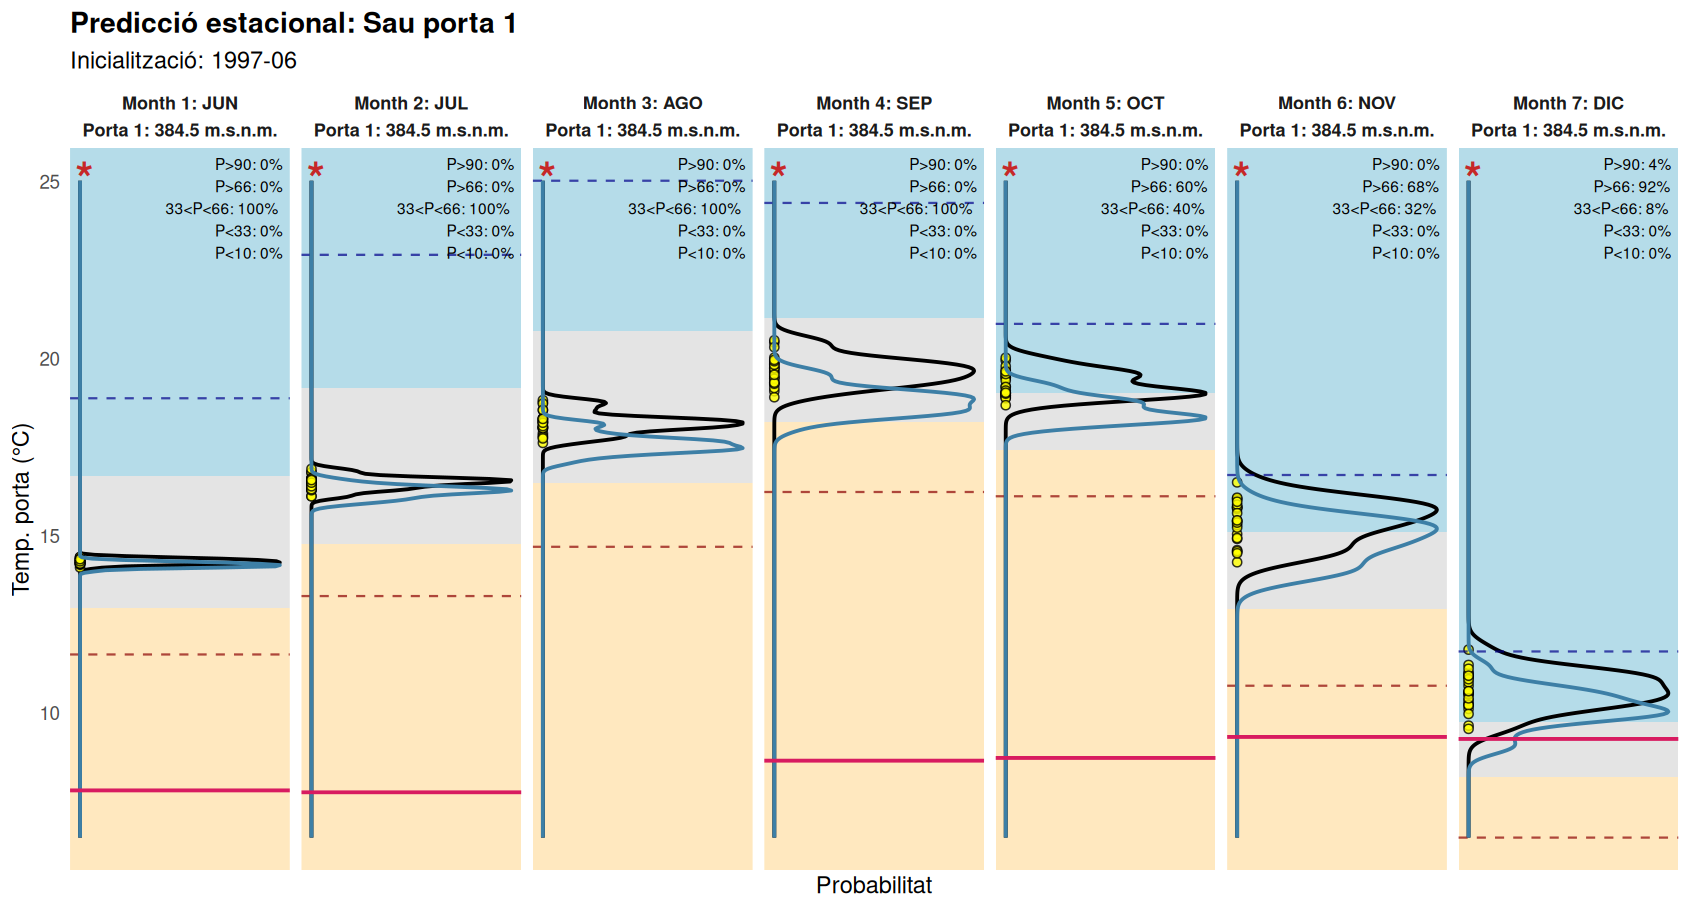 Predicció estacional: Sau porta 1
Inicialització: 1997-06
Month 1: JUN
Porta 1: 384.5 m.s.n.m.
Month 2: JUL
Porta 1: 384.5 m.s.n.m.
Month 3: AGO
Porta 1: 384.5 m.s.n.m.
Month 4: SEP
Porta 1: 384.5 m.s.n.m.
Month 5: OCT
Porta 1: 384.5 m.s.n.m.
Month 6: NOV
Porta 1: 384.5 m.s.n.m.
Month 7: DIC
Porta 1: 384.5 m.s.n.m.
Temp. porta (°C)
25
20
15
10
*
P>90: 0%
P>66: 0%
33<P<66: 100%
P<33: 0%
P<10: 0%
*
P>90: 0%
P>66: 0%
33<P<66: 100%
P<33: 0%
P<10: 0%
*
P>90: 0%
P>66: 0%
33<P<66: 100%
P<33: 0%
P<10: 0%
*
P>90: 0%
P>66: 0%
33<P<66: 100%
P<33: 0%
P<10: 0%
*
P>90: 0%
P>66: 60%
33<P<66: 40%
P<33: 0%
P<10: 0%
*
P>90: 0%
P>66: 68%
33<P<66: 32%
P<33: 0%
P<10: 0%
*
P>90: 4%
P>66: 92%
33<P<66: 8%
P<33: 0%
P<10: 0%
Probabilitat